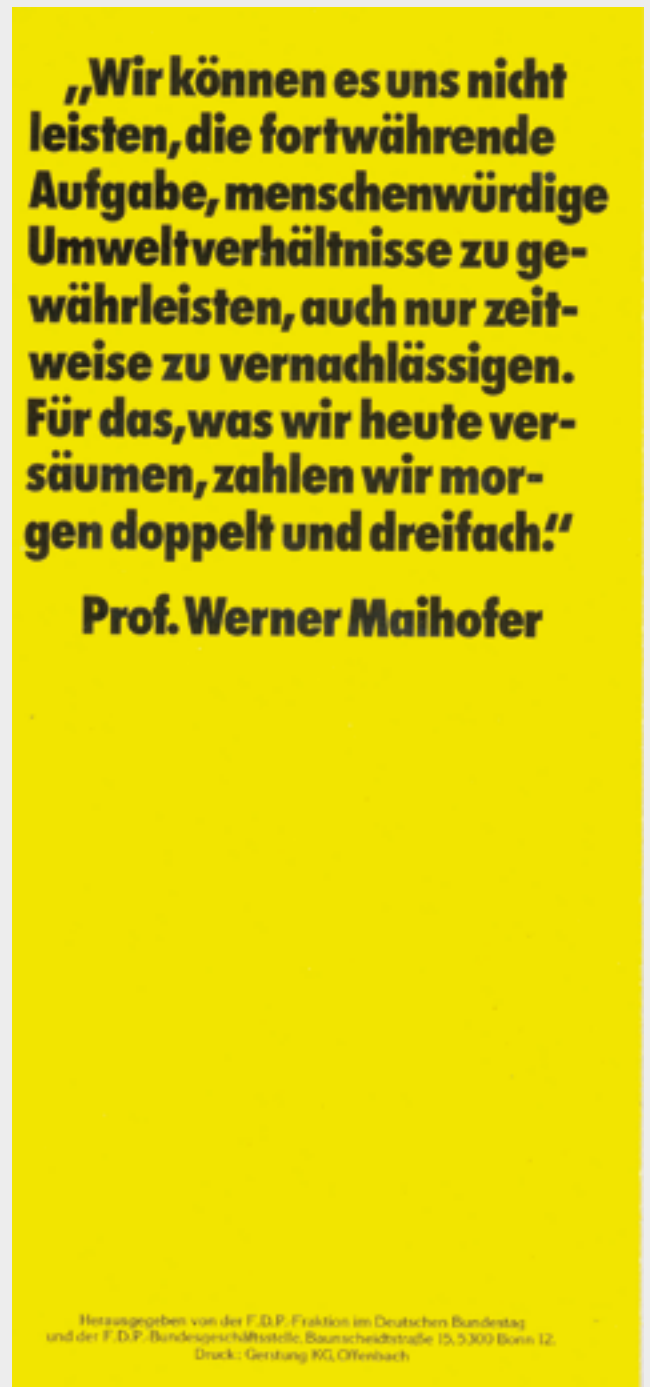 „Wir können es uns nicht
leisten, die fortwährende
Aufgabe, menschenwürdige
Umweltverhältnisse zu ge-
währleisten, auch nur zeit-
weise zu vernachlässigen.
Für das, was wir heute ver-
säumen, zahlen wir mor-
gen doppelt und dreifach.“
Prof. Werner Maihofer
Herausgegeben von der F.D.P.-Fraktion im Deutschen Bundestag
und der F.D.P.-Bundesgeschäftsstelle, Baunscheidtstraße 15, 5300 Bonn 12.
Druck: Gerstung KG, Offenbach